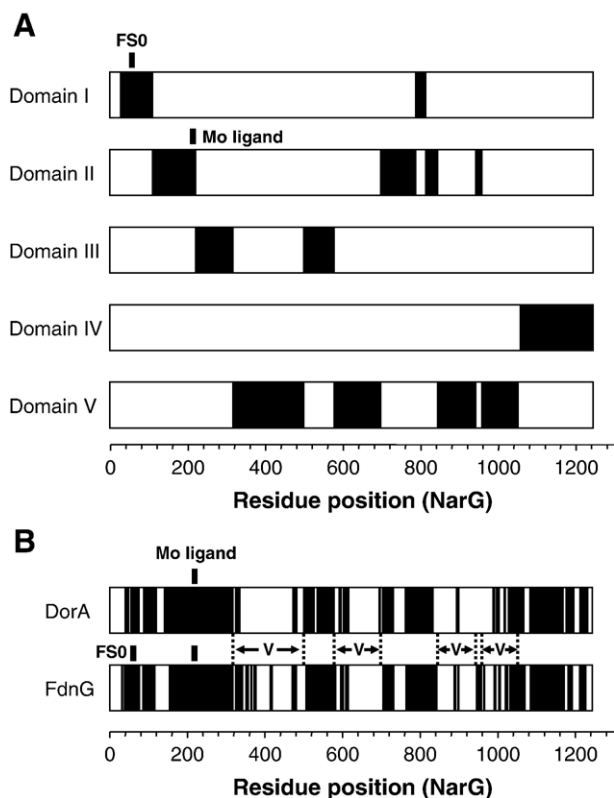 A
FS0
Domain I
Mo ligand
Domain II
Domain III
Domain IV
Domain V
0 200 400 600 800 1000 1200
Residue position (NarG)
B
Mo ligand
DorA
FS0 V V V V
FdnG
0 200 400 600 800 1000 1200
Residue position (NarG)